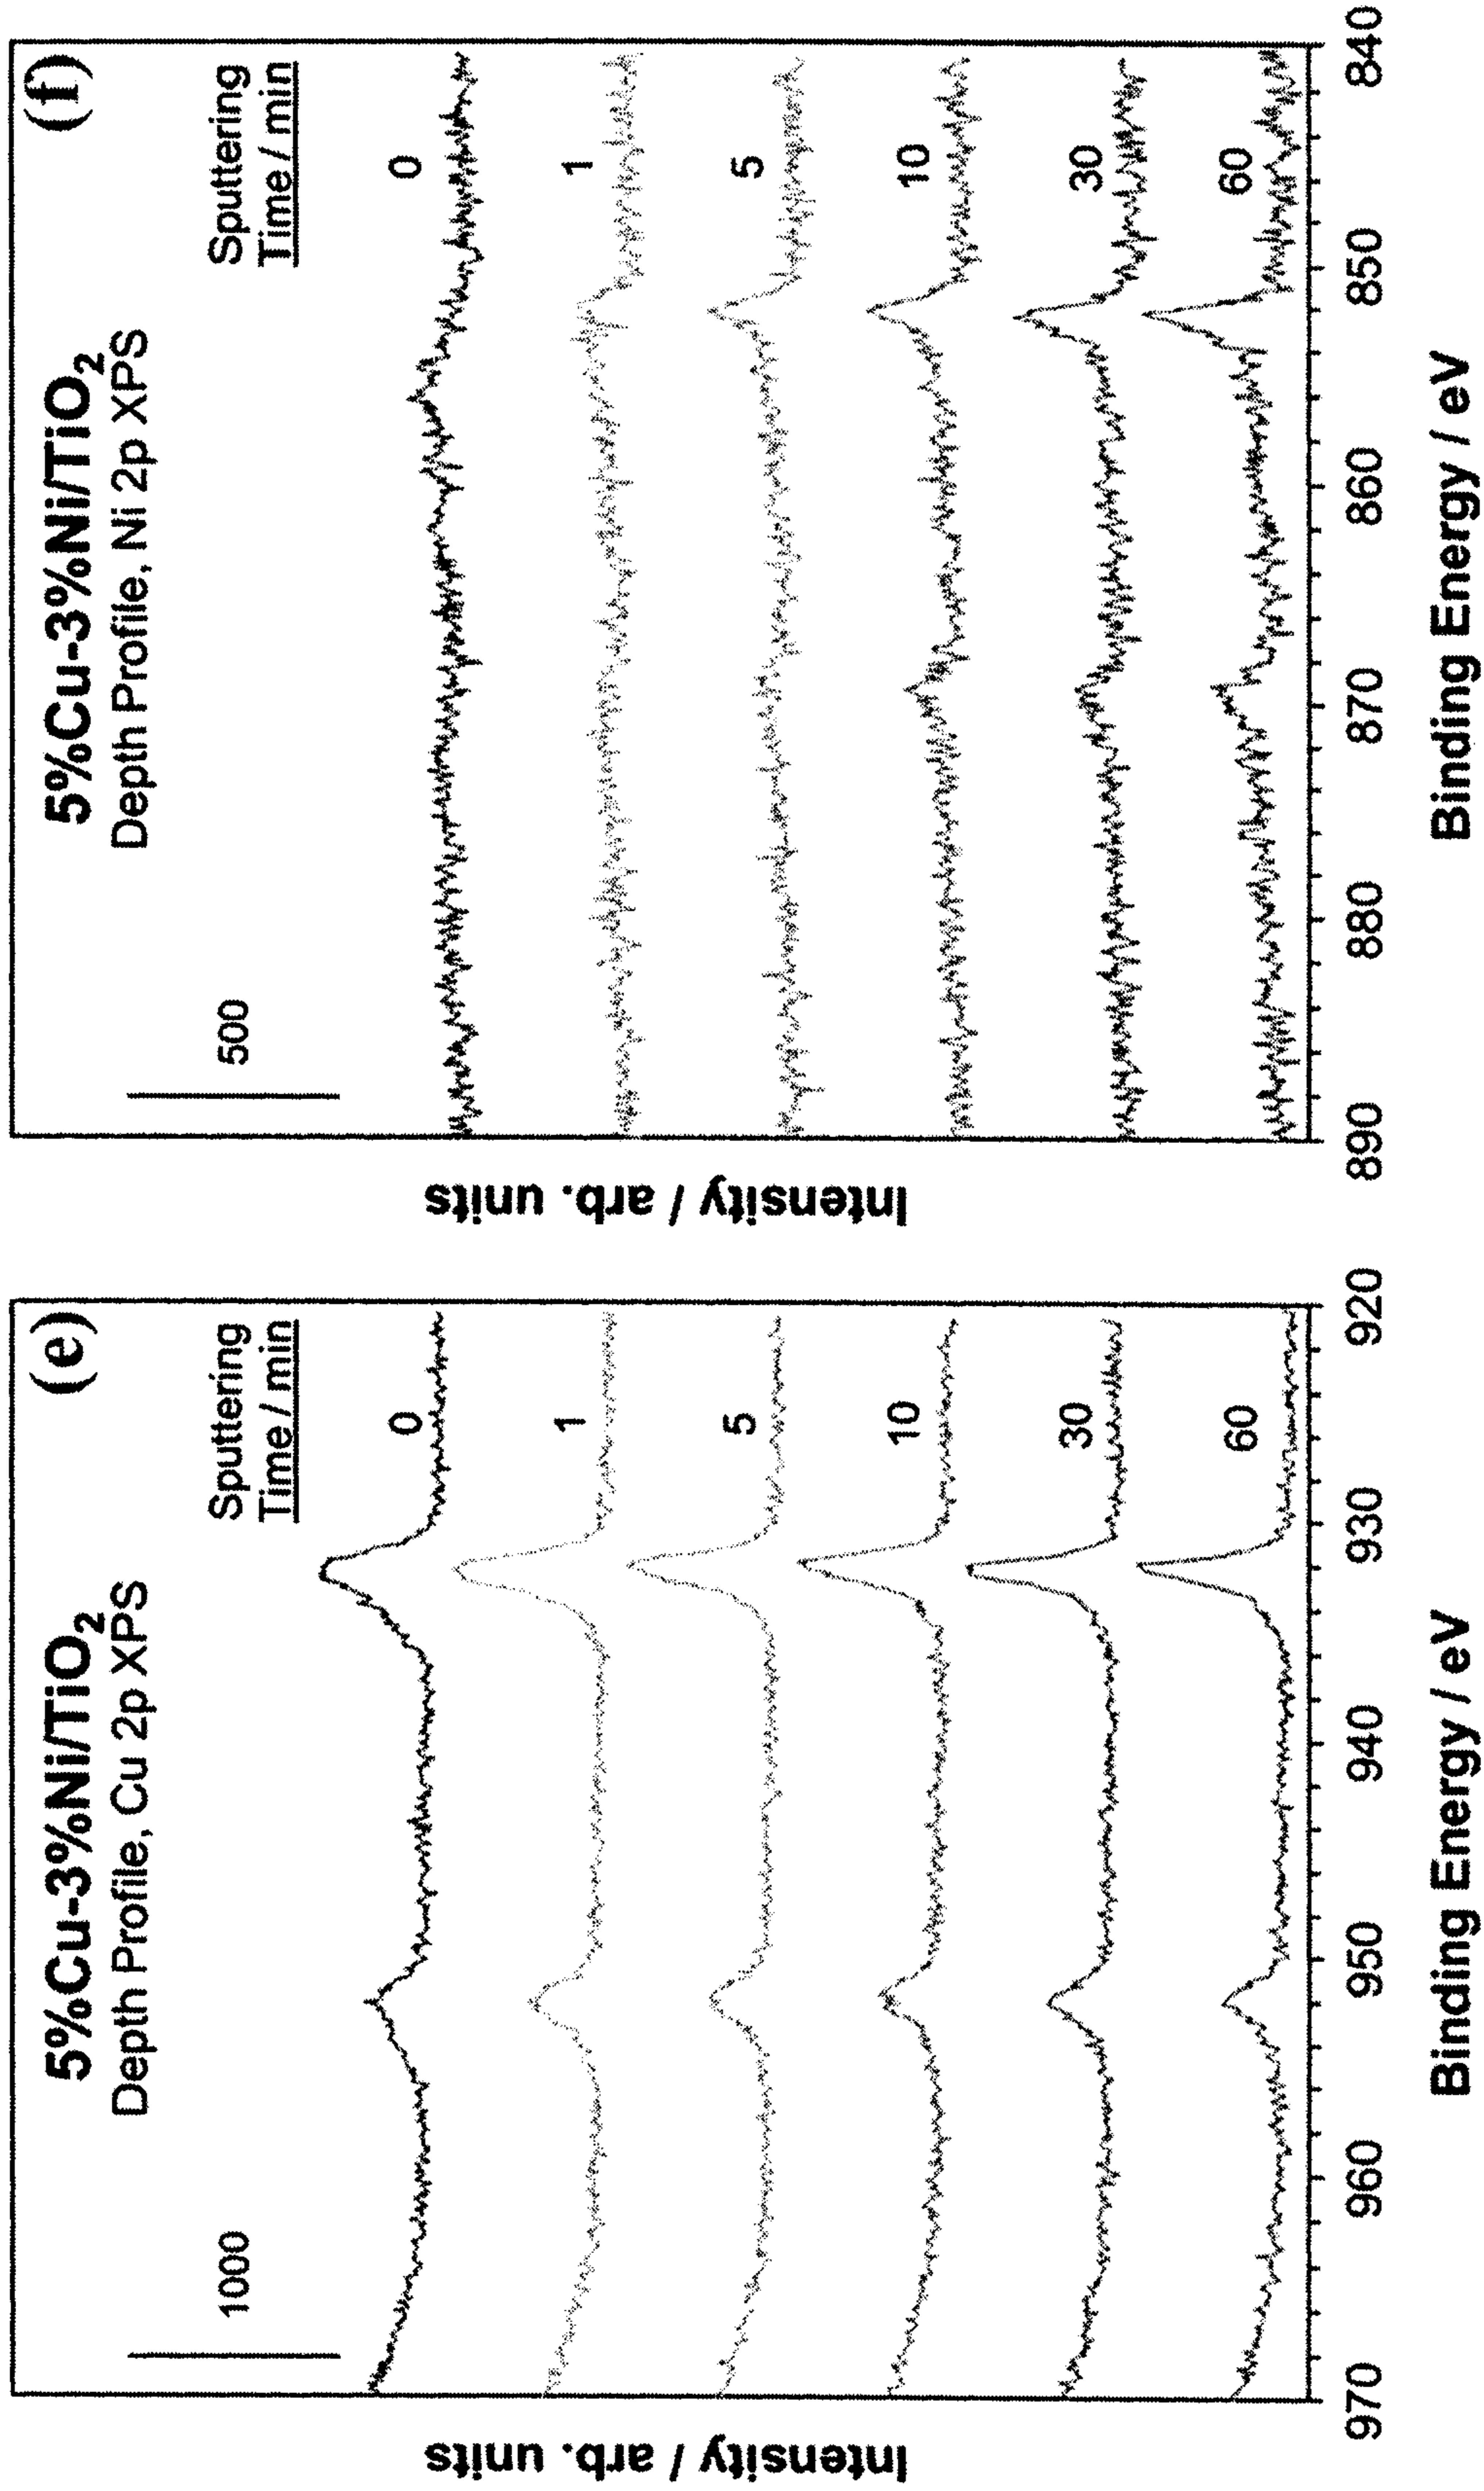 5%Cu-3%Ni/TiO2
Depth Profile, Cu 2p XPS
(e)
1000
Sputtering
Time / min
0
1
5
10
30
60
Intensity / arb. units
970 960 950 940 930 920
Binding Energy / eV
5%Cu-3%Ni/TiO2
Depth Profile, Ni 2p XPS
(f)
500
Sputtering
Time / min
0
1
5
10
30
60
Intensity / arb. units
890 880 870 860 850 840
Binding Energy / eV